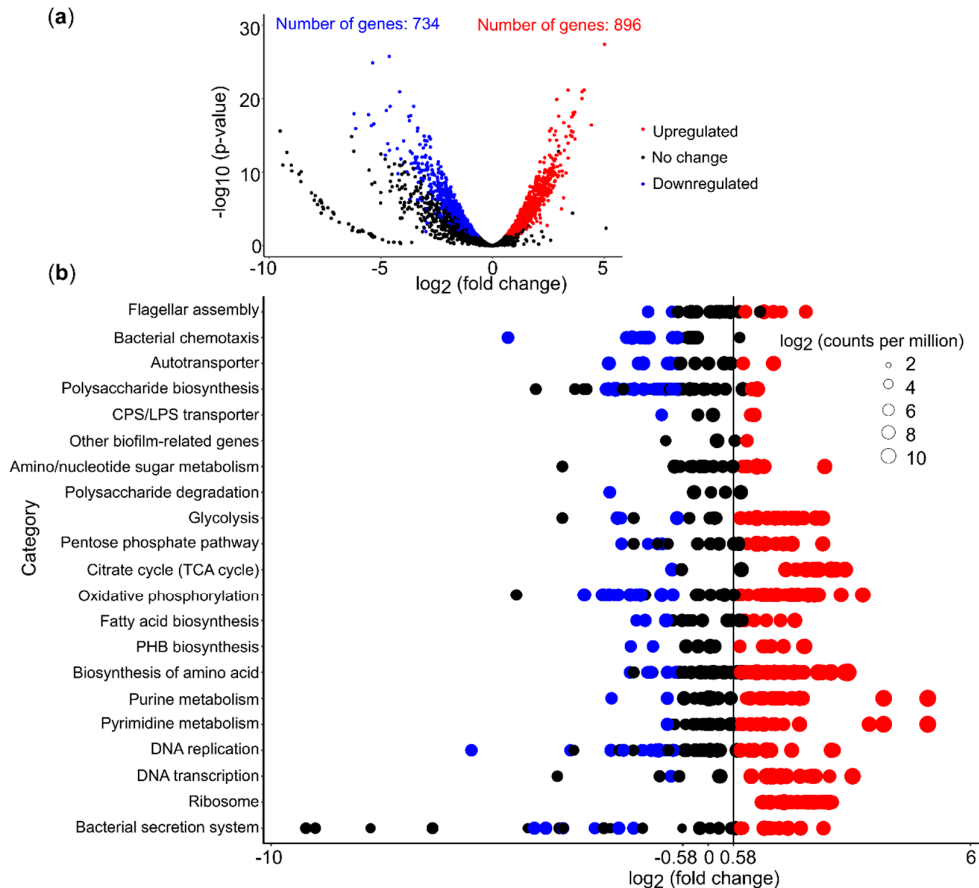 (a)
Number of genes: 734
Number of genes: 896
30
20
10
0
-log10 (p-value)
Upregulated
No change
Downregulated
-10
-5
0
5
log2 (fold change)
(b)
Category
Flagellar assembly
Bacterial chemotaxis
Autotransporter
Polysaccharide biosynthesis
CPS/LPS transporter
Other biofilm-related genes
Amino/nucleotide sugar metabolism
Polysaccharide degradation
Glycolysis
Pentose phosphate pathway
Citrate cycle (TCA cycle)
Oxidative phosphorylation
Fatty acid biosynthesis
PHB biosynthesis
Biosynthesis of amino acid
Purine metabolism
Pyrimidine metabolism
DNA replication
DNA transcription
Ribosome
Bacterial secretion system
log2 (counts per million)
2
4
6
8
10
-10
-0.58
0
0.58
6
log2 (fold change)